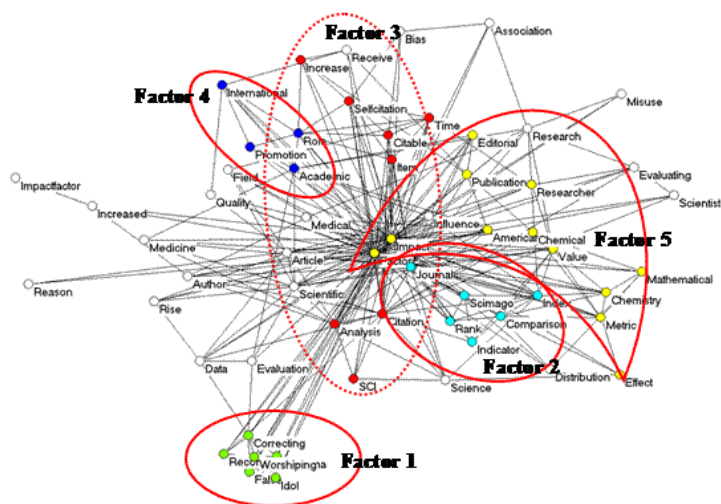 Factor 3
Association
Bias
Receive
Increase
Factor 4
International
Misuse
Selfcitation
Time
Role
Citable
Editorial
Research
Promotion
Item
Academic
Field
Evaluating
Impactfactor
Publication
Researcher
Quality
Scientist
Increased
Medical
Influence
America
Chemical
Medicine
Impact
Factor 5
Value
Article
Journals
Mathematical
Reason
Author
Scientific
Scimago
Index
Chemistry
Rise
Rank
Comparison
Metric
Analysis
Citation
Indicator
Data
Evaluation
Factor 2
SCI
Science
Distribution
Effect
Correcting
Worshiping
Factor 1
Idol